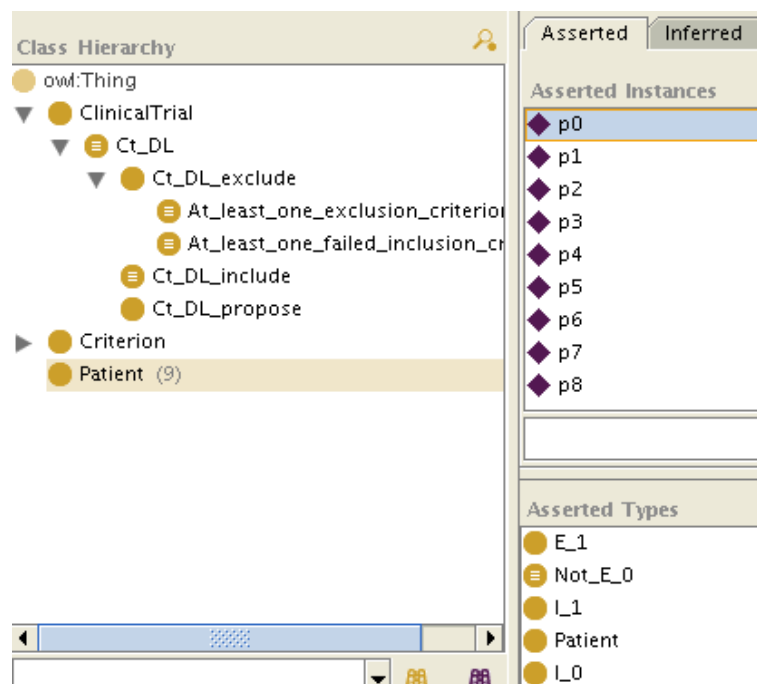 Class Hierarchy
owl:Thing
ClinicalTrial
Ct_DL
Ct_DL_exclude
At_least_one_exclusion_criterio
At_least_one_failed_inclusion_cr
Ct_DL_include
Ct_DL_propose
Criterion
Patient (9)
Asserted
Inferred
Asserted Instances
p0
p1
p2
p3
p4
p5
p6
p7
p8
Asserted Types
E_1
Not_E_0
I_1
Patient
I_0